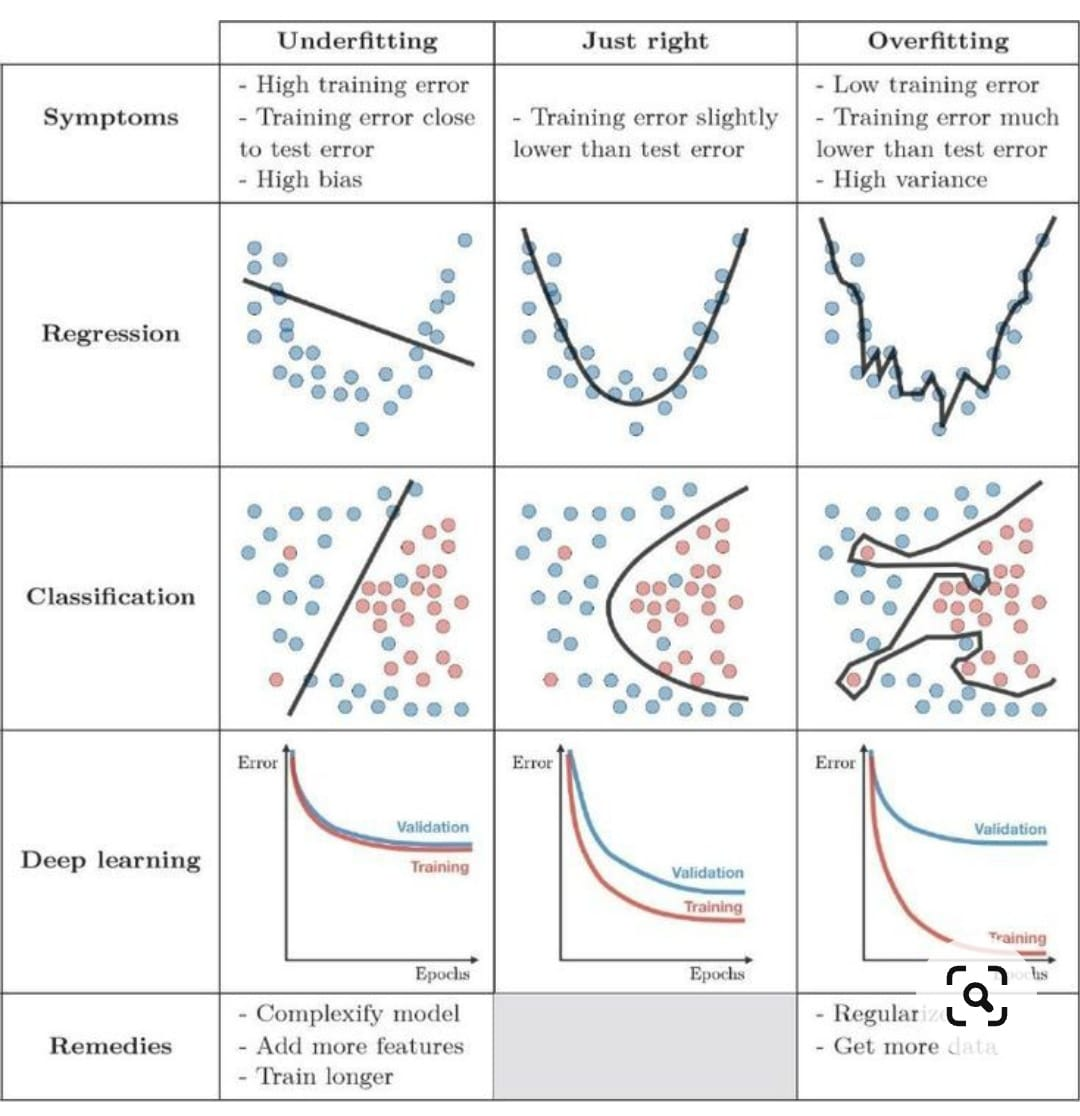 Underfitting
Just right
Overfitting
Symptoms
- High training error
- Training error close
to test error
- High bias
- Training error slightly
lower than test error
- Low training error
- Training error much
lower than test error
- High variance
Regression
Classification
Deep learning
Error
Validation
Training
Epochs
Error
Validation
Training
Epochs
Error
Validation
Training
Remedies
- Complexify model
- Add more features
- Train longer
-
- Get more data